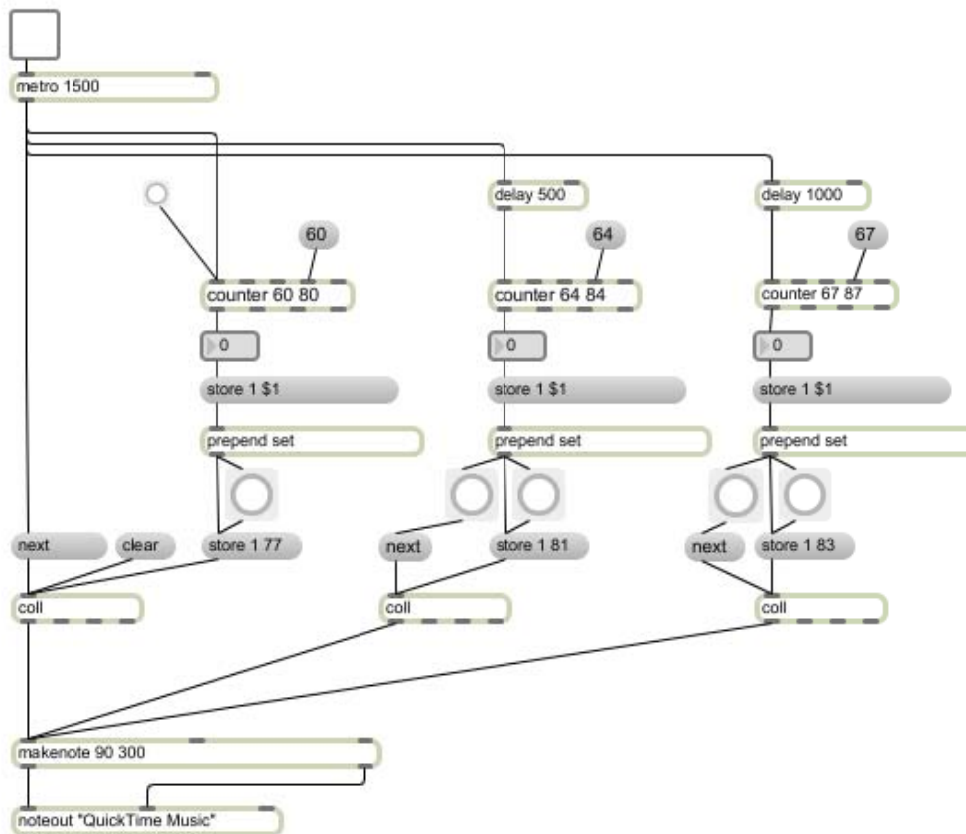 metro 1500
delay 500
delay 1000
60
64
67
counter 60 80
counter 64 84
counter 67 87
0
0
0
store 1 $1
store 1 $1
store 1 $1
prepend set
prepend set
prepend set
next
clear
store 1 77
next
store 1 81
next
store 1 83
coll
coll
coll
makenote 90 300
noteout "QuickTime Music"